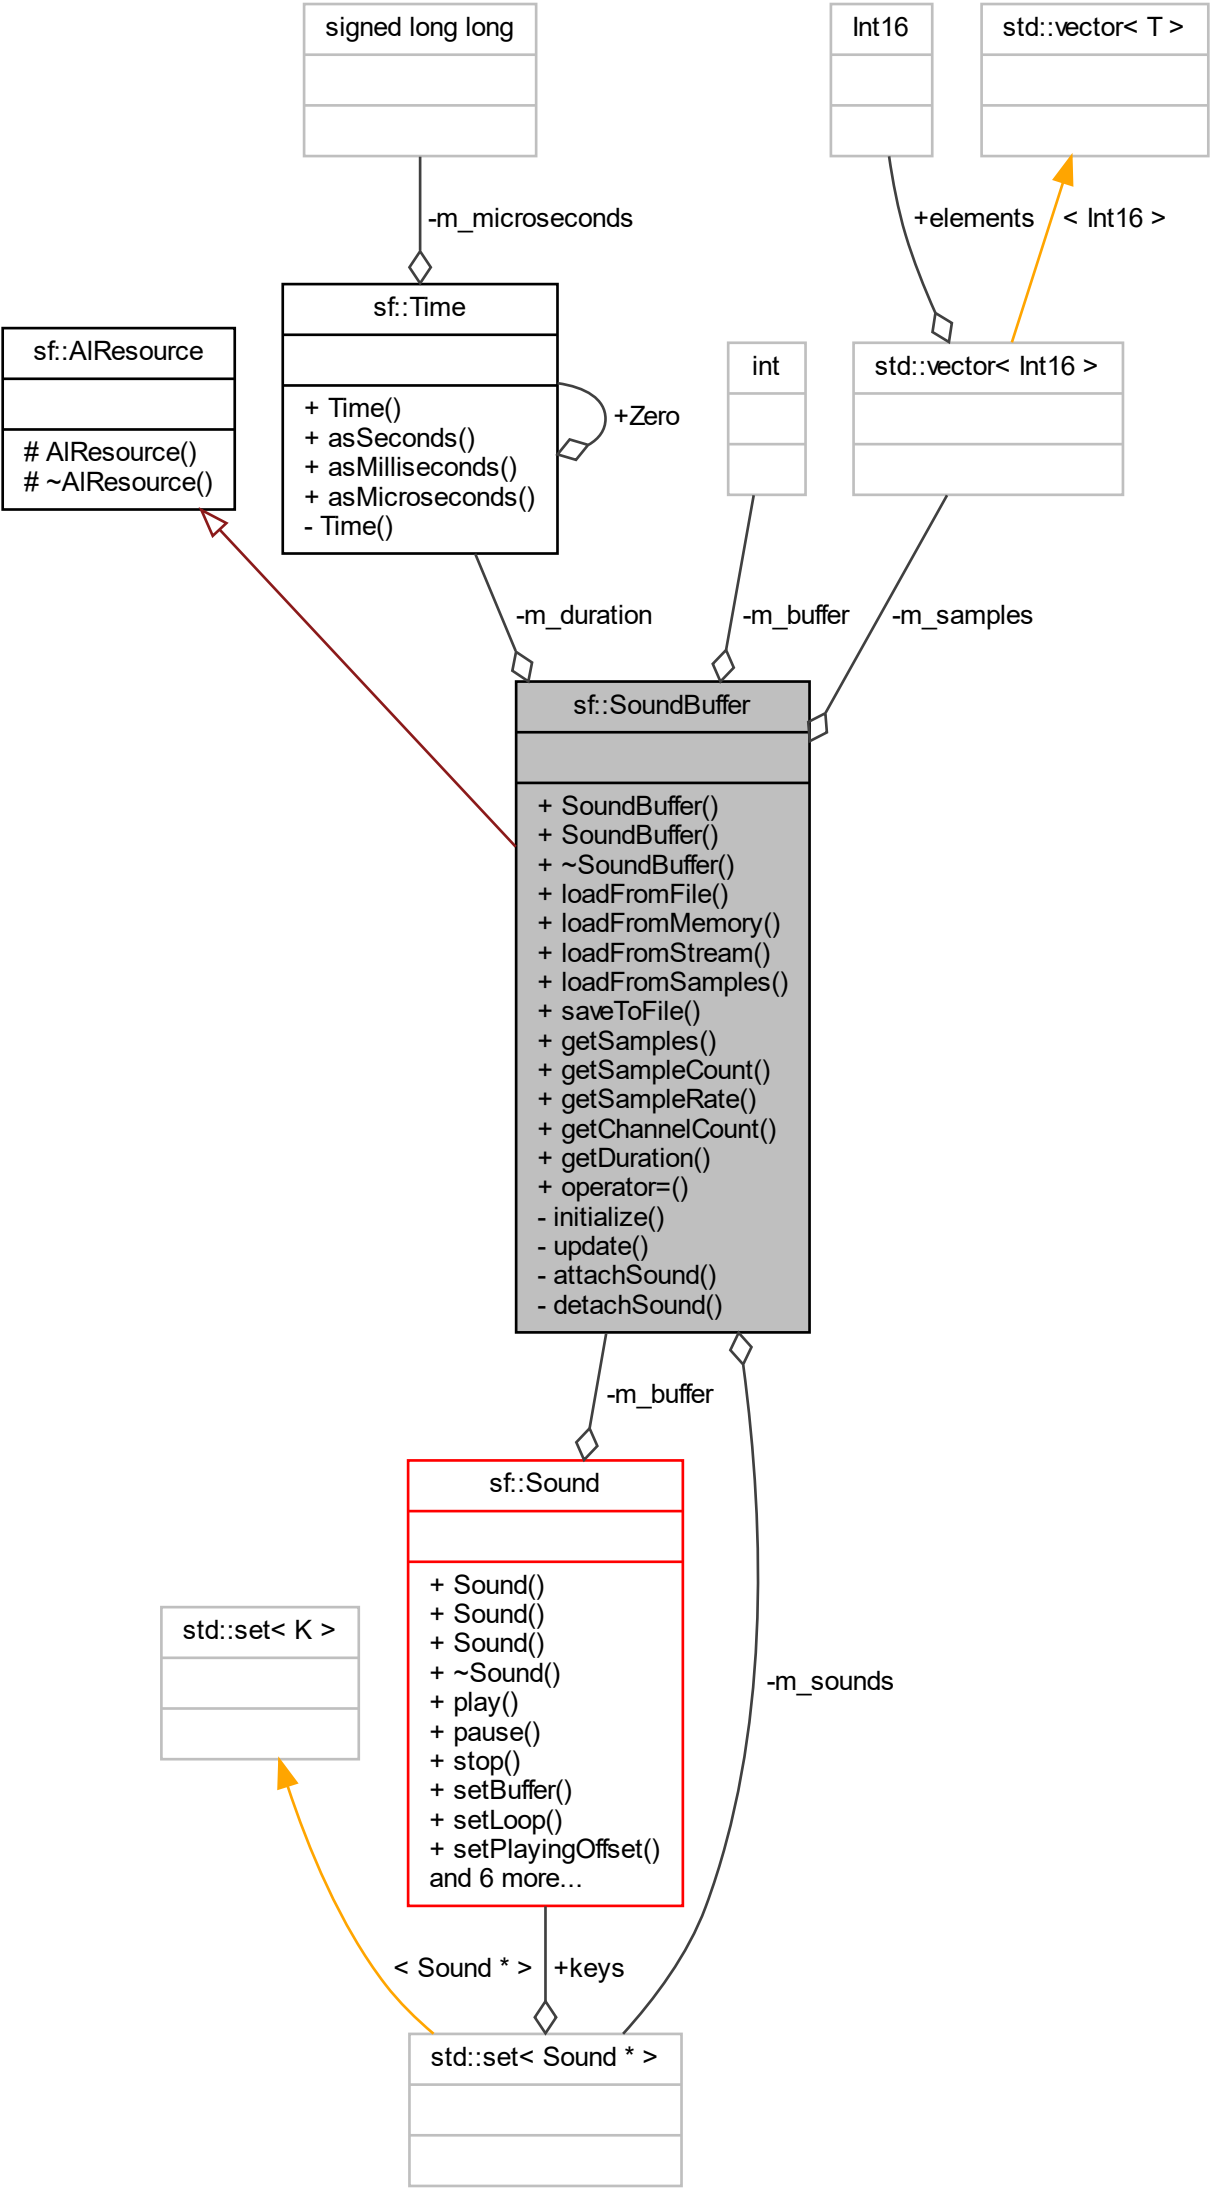 signed long long
Int16
std::vector< T >
-m_microseconds
+elements
< Int16 >
sf::Time
+ Time()
+ asSeconds()
+ asMilliseconds()
+ asMicroseconds()
- Time()
+Zero
sf::AlResource
# AlResource()
# ~AlResource()
int
std::vector< Int16 >
-m_duration
-m_buffer
-m_samples
sf::SoundBuffer
+ SoundBuffer()
+ SoundBuffer()
+ ~SoundBuffer()
+ loadFromFile()
+ loadFromMemory()
+ loadFromStream()
+ loadFromSamples()
+ saveToFile()
+ getSamples()
+ getSampleCount()
+ getSampleRate()
+ getChannelCount()
+ getDuration()
+ operator=()
- initialize()
- update()
- attachSound()
- detachSound()
-m_buffer
sf::Sound
+ Sound()
+ Sound()
+ Sound()
+ ~Sound()
+ play()
+ pause()
+ stop()
+ setBuffer()
+ setLoop()
+ setPlayingOffset()
and 6 more...
std::set< K >
-m_sounds
< Sound * >
+keys
std::set< Sound * >